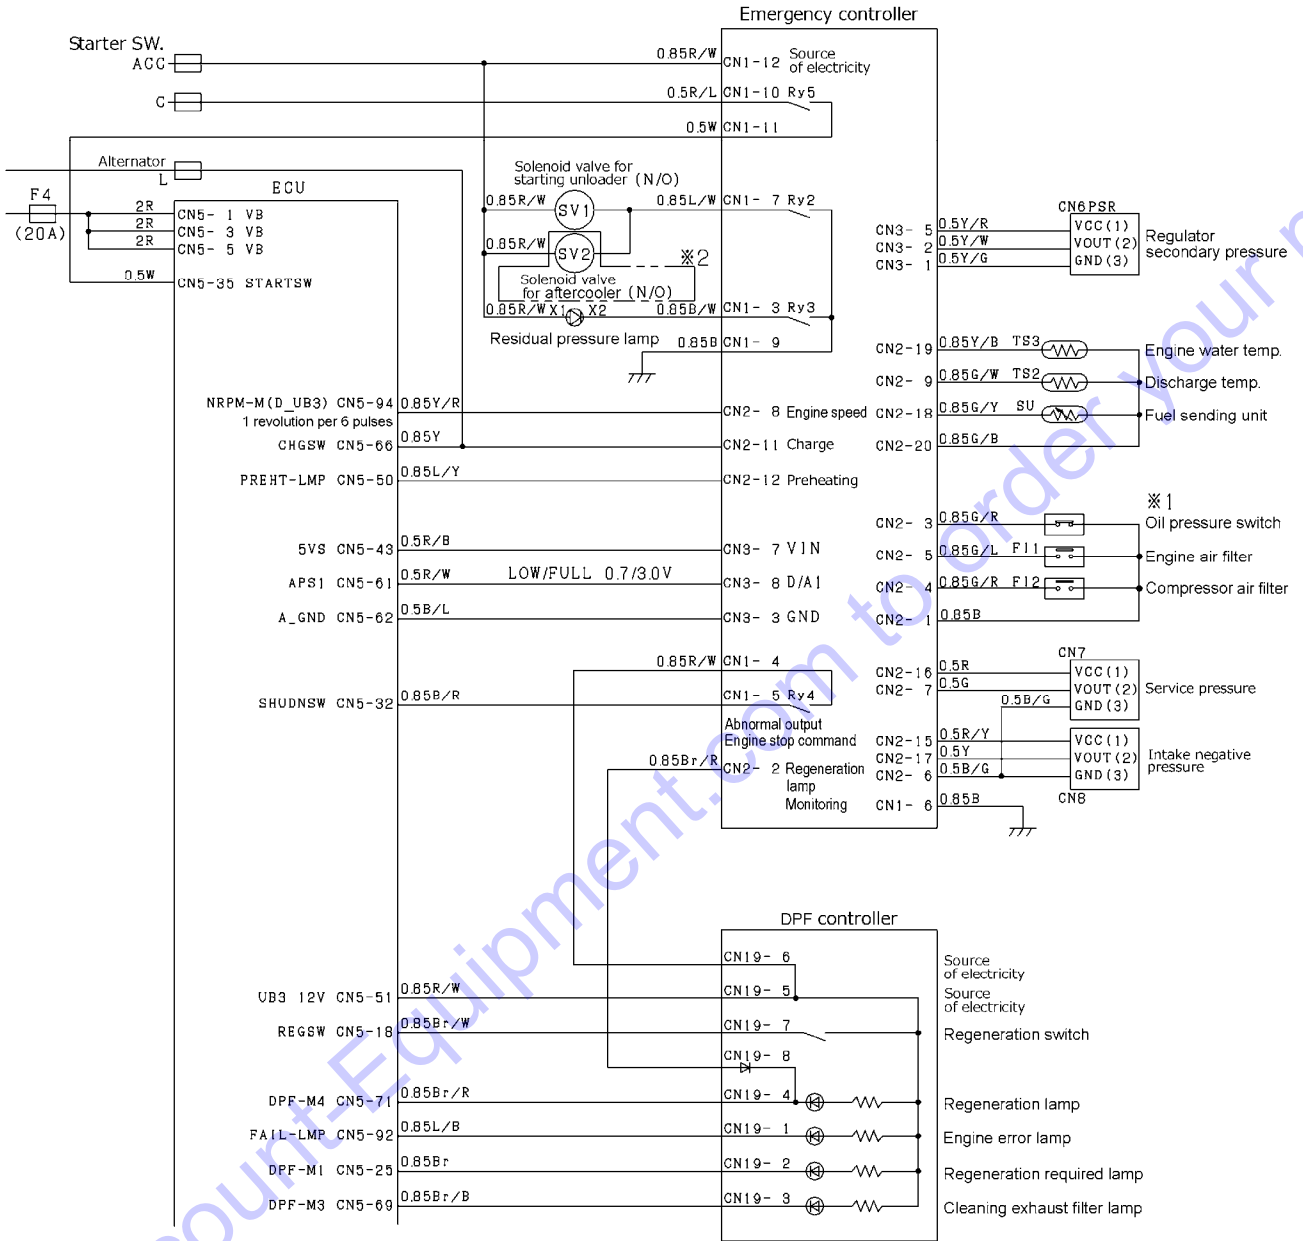 Emergency controller
Starter SW.
ACC
0.85R/W
CN1-12
Source
of electricity
C
0.5R/L
CN1-10 Ry5
0.5W
CN1-11
Alternator
L
F4
(20A)
ECU
2R
CN5- 1 VB
2R
CN5- 3 VB
2R
CN5- 5 VB
0.5W
CN5-35 STARTSW
Solenoid valve for
starting unloader (N/O)
0.85R/W
SV1
0.85L/W
CN1- 7 Ry2
0.85R/W
SV2
※2
Solenoid valve
for aftercooler (N/O)
0.85R/W
X1
X2
0.85B/W
CN1- 3 Ry3
Residual pressure lamp
0.85B
CN1- 9
CN6PSR
CN3- 5
0.5Y/R
VCC(1)
CN3- 2
0.5Y/W
VOUT(2)
CN3- 1
0.5Y/G
GND(3)
Regulator
secondary pressure
CN2-19
0.85Y/B
TS3
Engine water temp.
CN2- 9
0.85G/W
TS2
Discharge temp.
CN2-18
0.85G/Y
SU
Fuel sending unit
CN2-20
0.85G/B
NRPM-M(D_UB3) CN5-94
0.85Y/R
1 revolution per 6 pulses
CN2- 8 Engine speed
CHGSW CN5-66
0.85Y
CN2-11 Charge
PREHT-LMP CN5-50
0.85L/Y
CN2-12 Preheating
※1
CN2- 3
0.85G/R
Oil pressure switch
CN2- 5
0.85G/L
FI1
Engine air filter
CN2- 4
0.85G/R
FI2
Compressor air filter
CN2- 1
0.85B
5VS CN5-43
0.5R/B
CN3- 7 VIN
APS1 CN5-61
0.5R/W
LOW/FULL 0.7/3.0V
CN3- 8 D/A1
A_GND CN5-62
0.5B/L
CN3- 3 GND
0.85R/W
CN1- 4
SHUDNSW CN5-32
0.85B/R
CN1- 5 Ry4
Abnormal output
Engine stop command
0.85Br/R
CN2- 2 Regeneration
lamp
Monitoring
CN7
CN2-16
0.5R
VCC(1)
CN2- 7
0.5G
VOUT(2)
0.5B/G
GND(3)
Service pressure
CN2-15
0.5R/Y
VCC(1)
CN2-17
0.5Y
VOUT(2)
CN2- 6
0.5B/G
GND(3)
Intake negative
pressure
CN8
CN1- 6
0.85B
DPF controller
CN19- 6
Source
of electricity
UB3 12V CN5-51
0.85R/W
CN19- 5
Source
of electricity
REGSW CN5-18
0.85Br/W
CN19- 7
Regeneration switch
CN19- 8
DPF-M4 CN5-71
0.85Br/R
CN19- 4
Regeneration lamp
FAIL-LMP CN5-92
0.85L/B
CN19- 1
Engine error lamp
DPF-M1 CN5-25
0.85Br
CN19- 2
Regeneration required lamp
DPF-M3 CN5-69
0.85Br/B
CN19- 3
Cleaning exhaust filter lamp
ount-Equipment.com to order your p